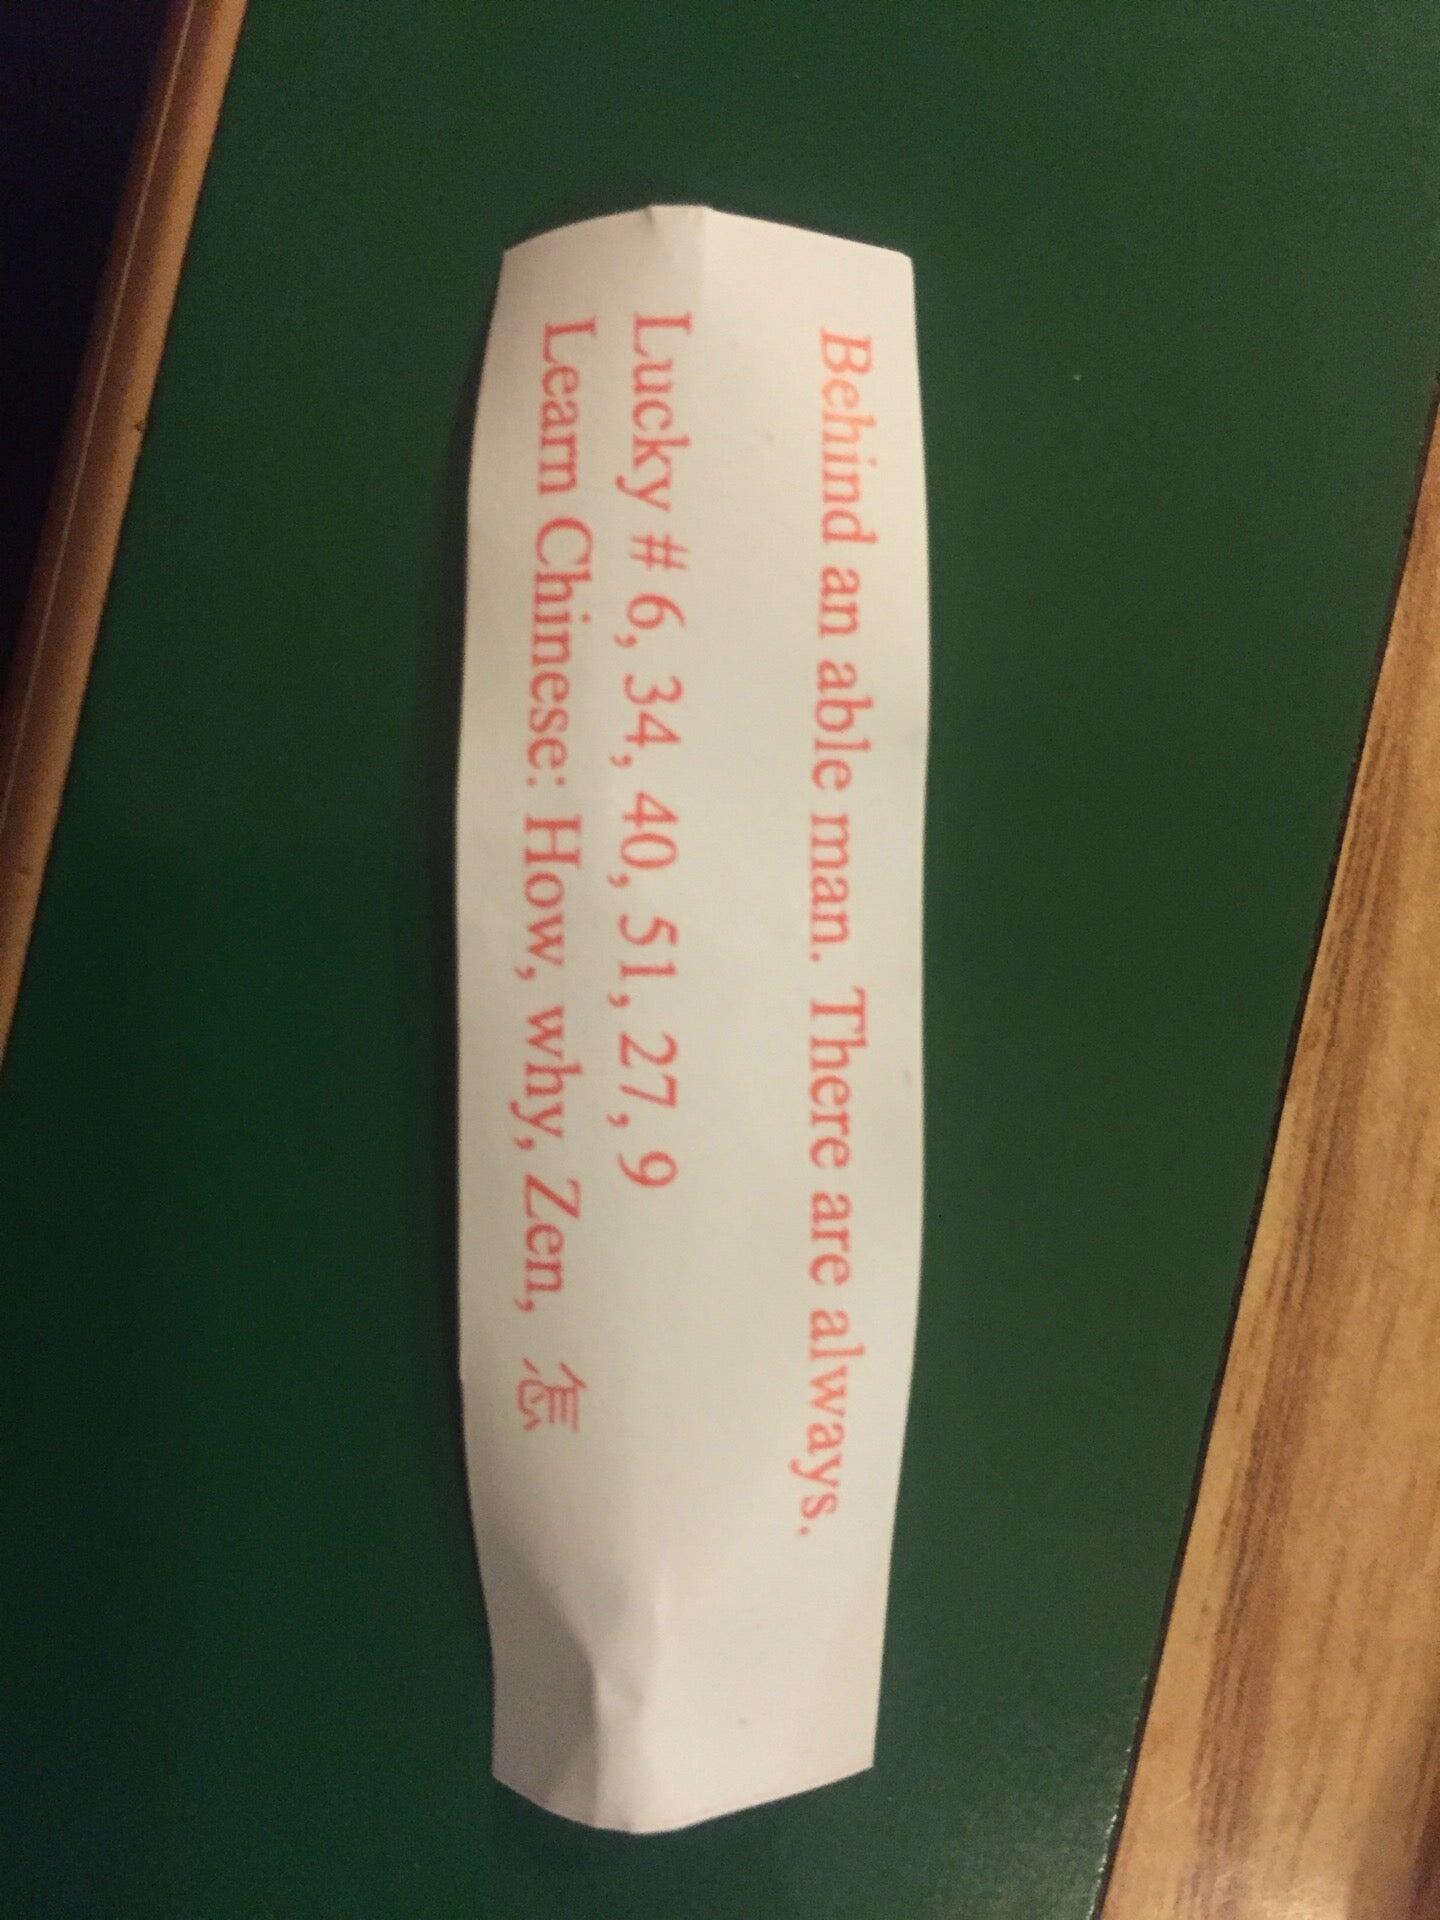 Behind an able man. There are always.
Lucky # 6, 34, 40, 51, 27, 9
Learn Chinese: How, why, Zen, 怎